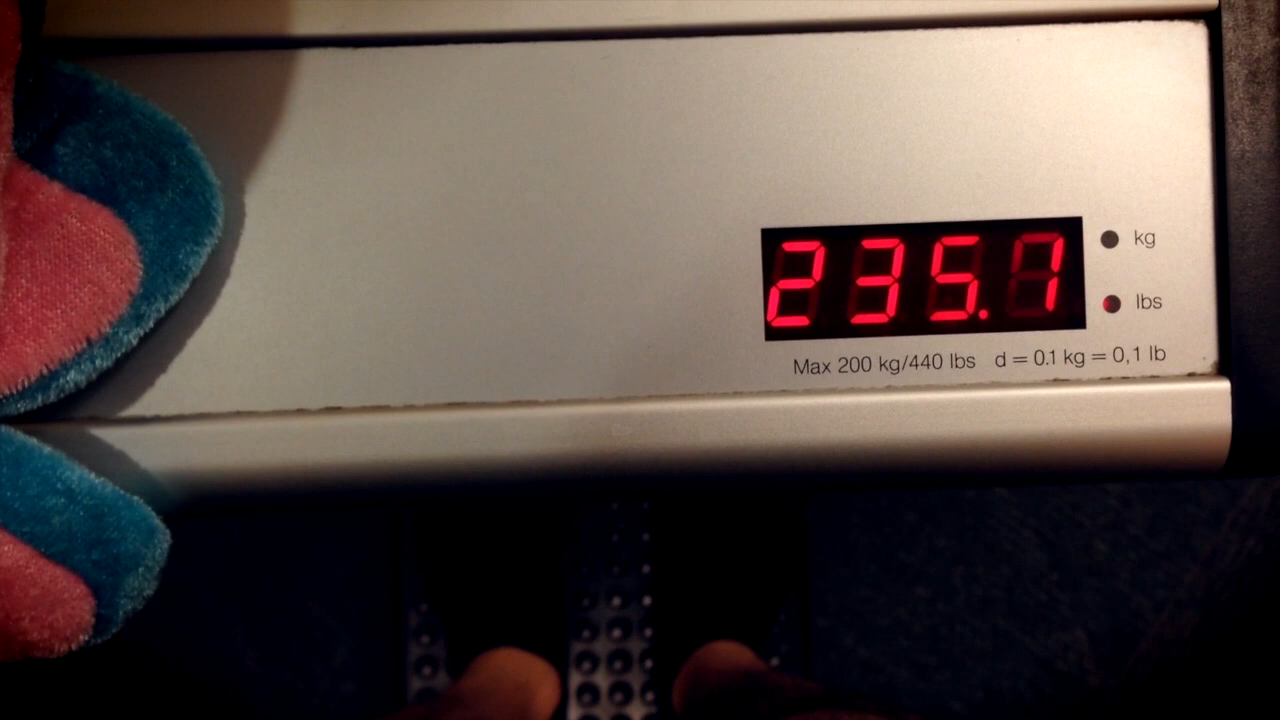 235.1
kg
lbs
Max 200 kg/440 lbs d = 0.1 kg = 0,1 lb